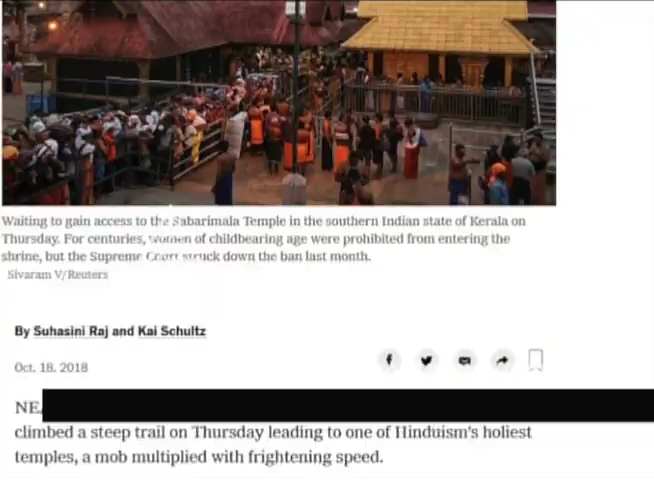 Waiting to gain access to the Sabarimala Temple in the southern Indian state of Kerala on
Thursday. For centuries, women of childbearing age were prohibited from entering the
shrine, but the Supreme Court struck down the ban last month.
Sivaram V/Reuters
By Suhasini Raj and Kai Schultz
Oct. 18, 2018
NE
climbed a steep trail on Thursday leading to one of Hinduism's holiest
temples, a mob multiplied with frightening speed.